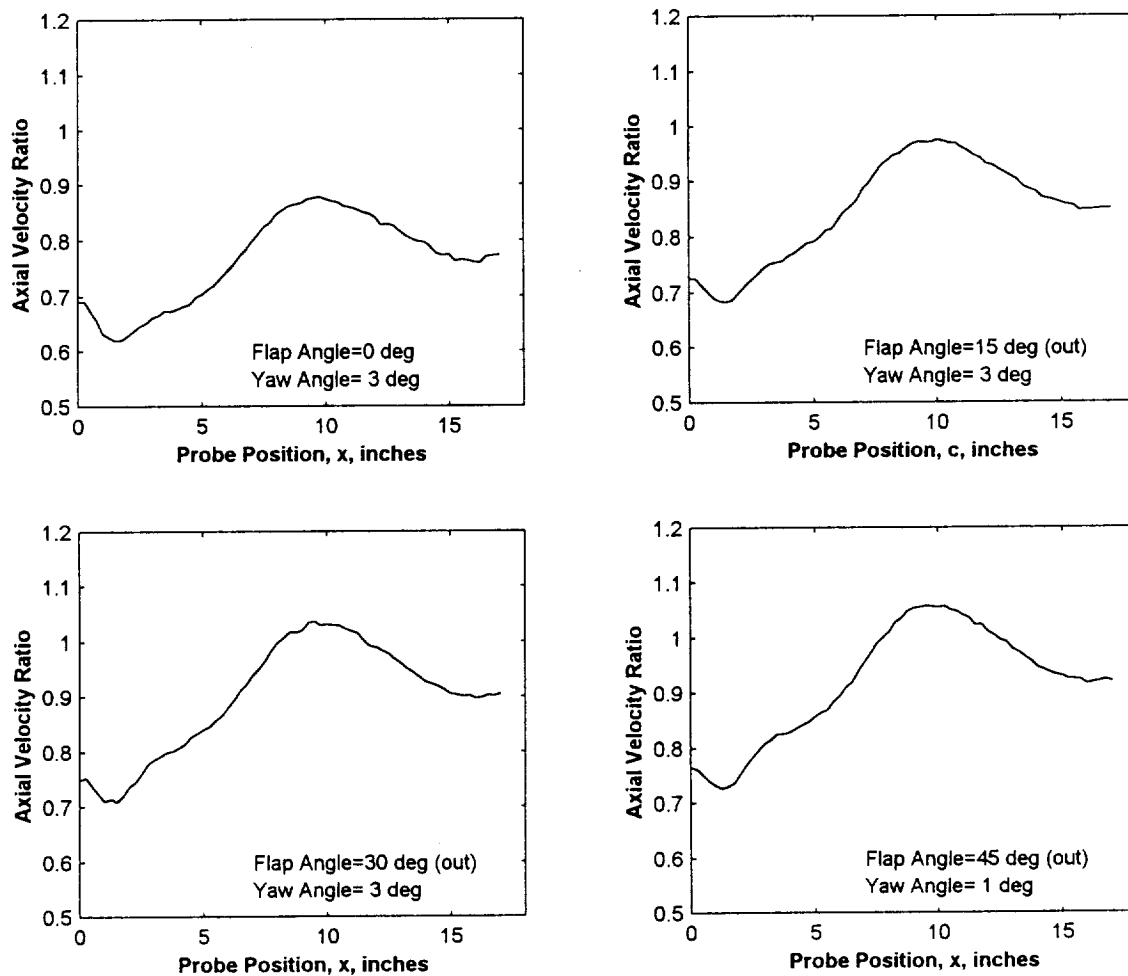 1.2
1.1
1
0.9
0.8
0.7
0.6
0.5
Axial Velocity Ratio
Flap Angle=0 deg
Yaw Angle= 3 deg
0 5 10 15
Probe Position, x, inches
1.2
1.1
1
0.9
0.8
0.7
0.6
0.5
Axial Velocity Ratio
Flap Angle=15 deg (out)
Yaw Angle= 3 deg
0 5 10 15
Probe Position, c, inches
1.2
1.1
1
0.9
0.8
0.7
0.6
0.5
Axial Velocity Ratio
Flap Angle=30 deg (out)
Yaw Angle= 3 deg
0 5 10 15
Probe Position, x, inches
1.2
1.1
1
0.9
0.8
0.7
0.6
0.5
Axial Velocity Ratio
Flap Angle=45 deg (out)
Yaw Angle= 1 deg
0 5 10 15
Probe Position, x, inches